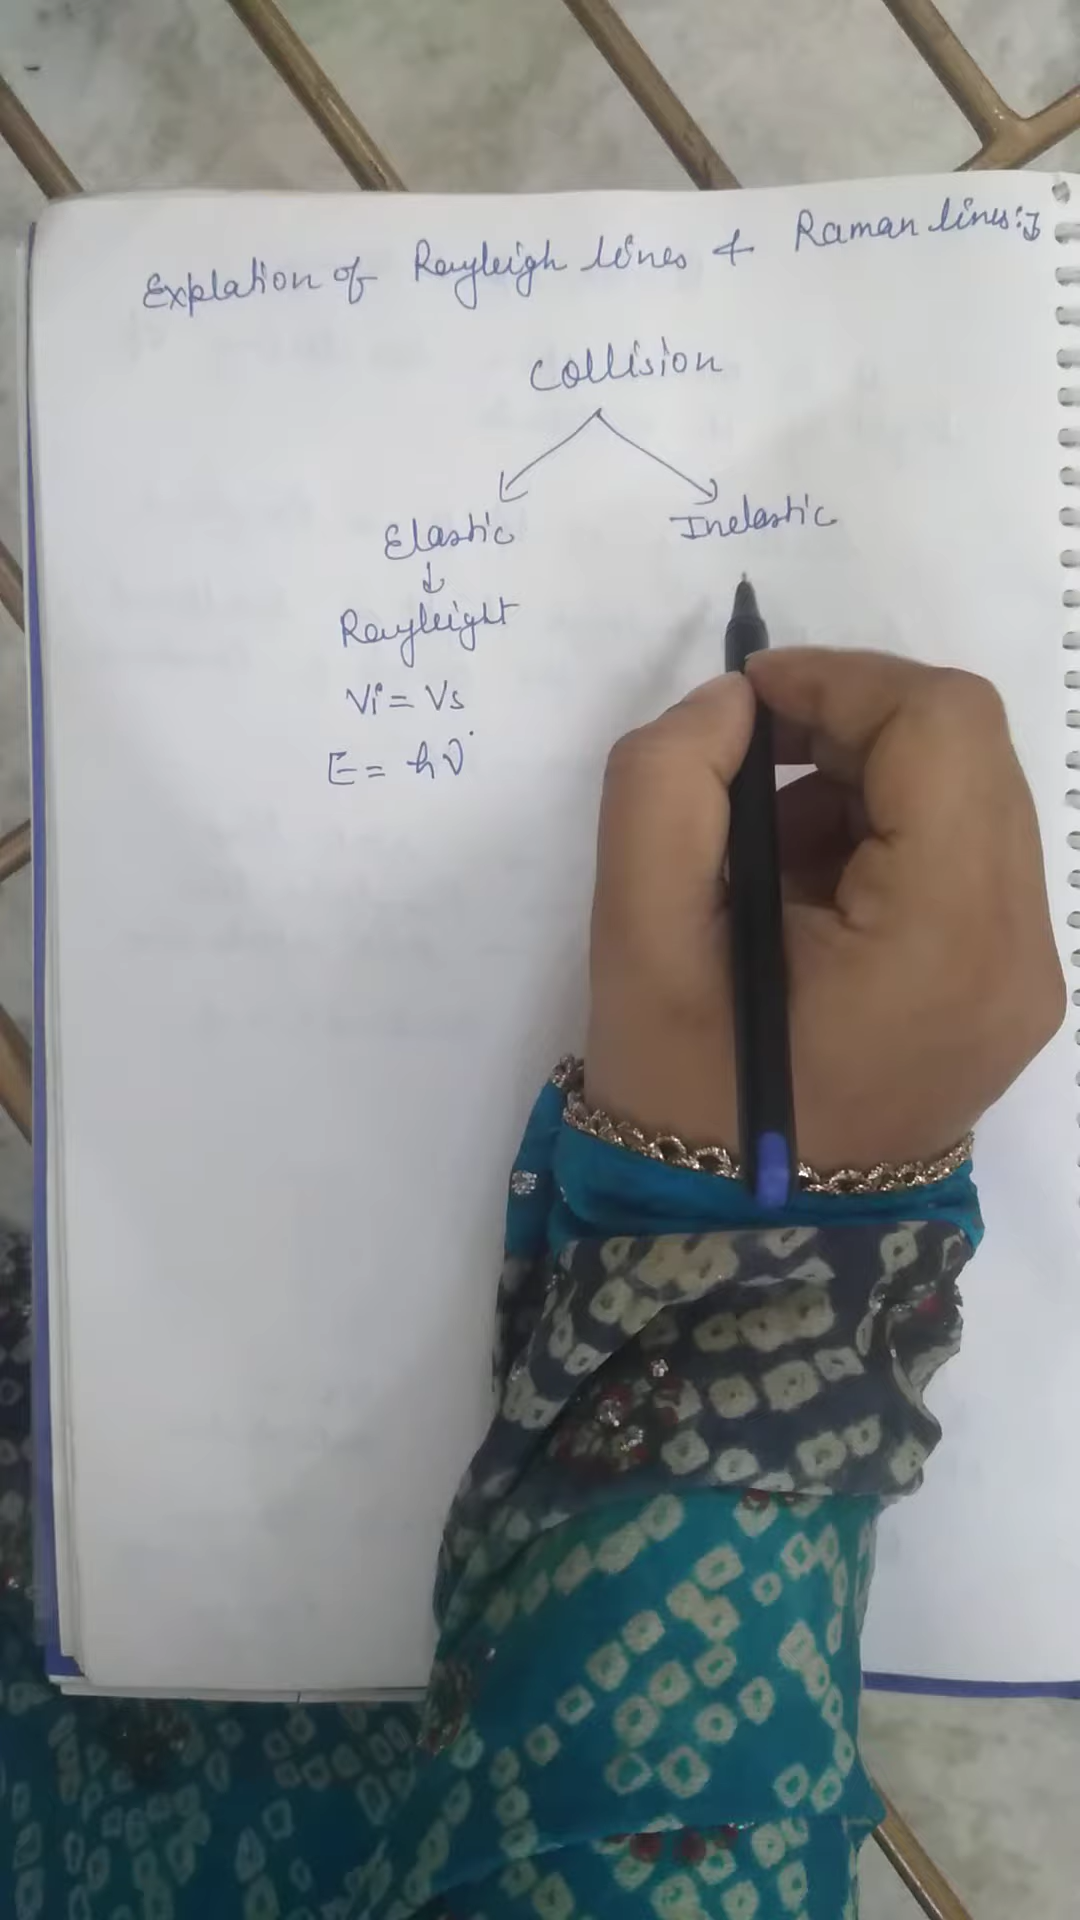 Explation of Rayleigh lines & Raman lines:-
Collision
Elastic Inelastic
↓
Rayleight
Vi = Vs
E = hν